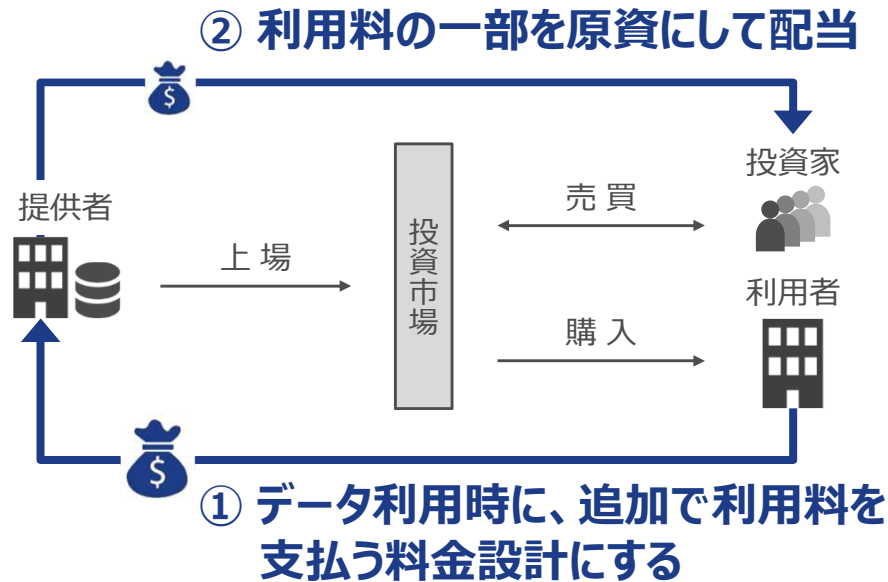 ② 利用料の一部を原資にして配当
$
投資家
提供者
売 買
上 場
投資市場
利用者
購 入
$
① データ利用時に、追加で利用料を
支払う料金設計にする